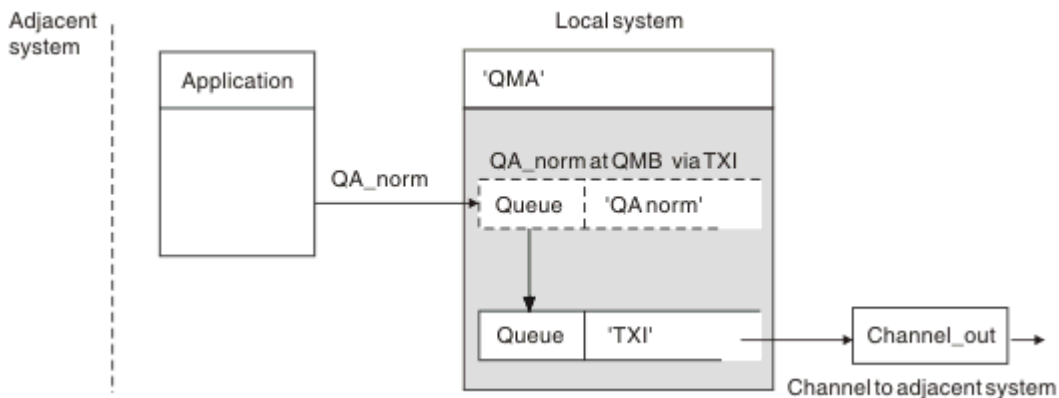 Adjacent
system
Local system
Application
'QMA'
QA_norm at QMB via TXI
QA_norm
Queue
'QA norm'
Queue
'TXI'
Channel_out
Channel to adjacent system